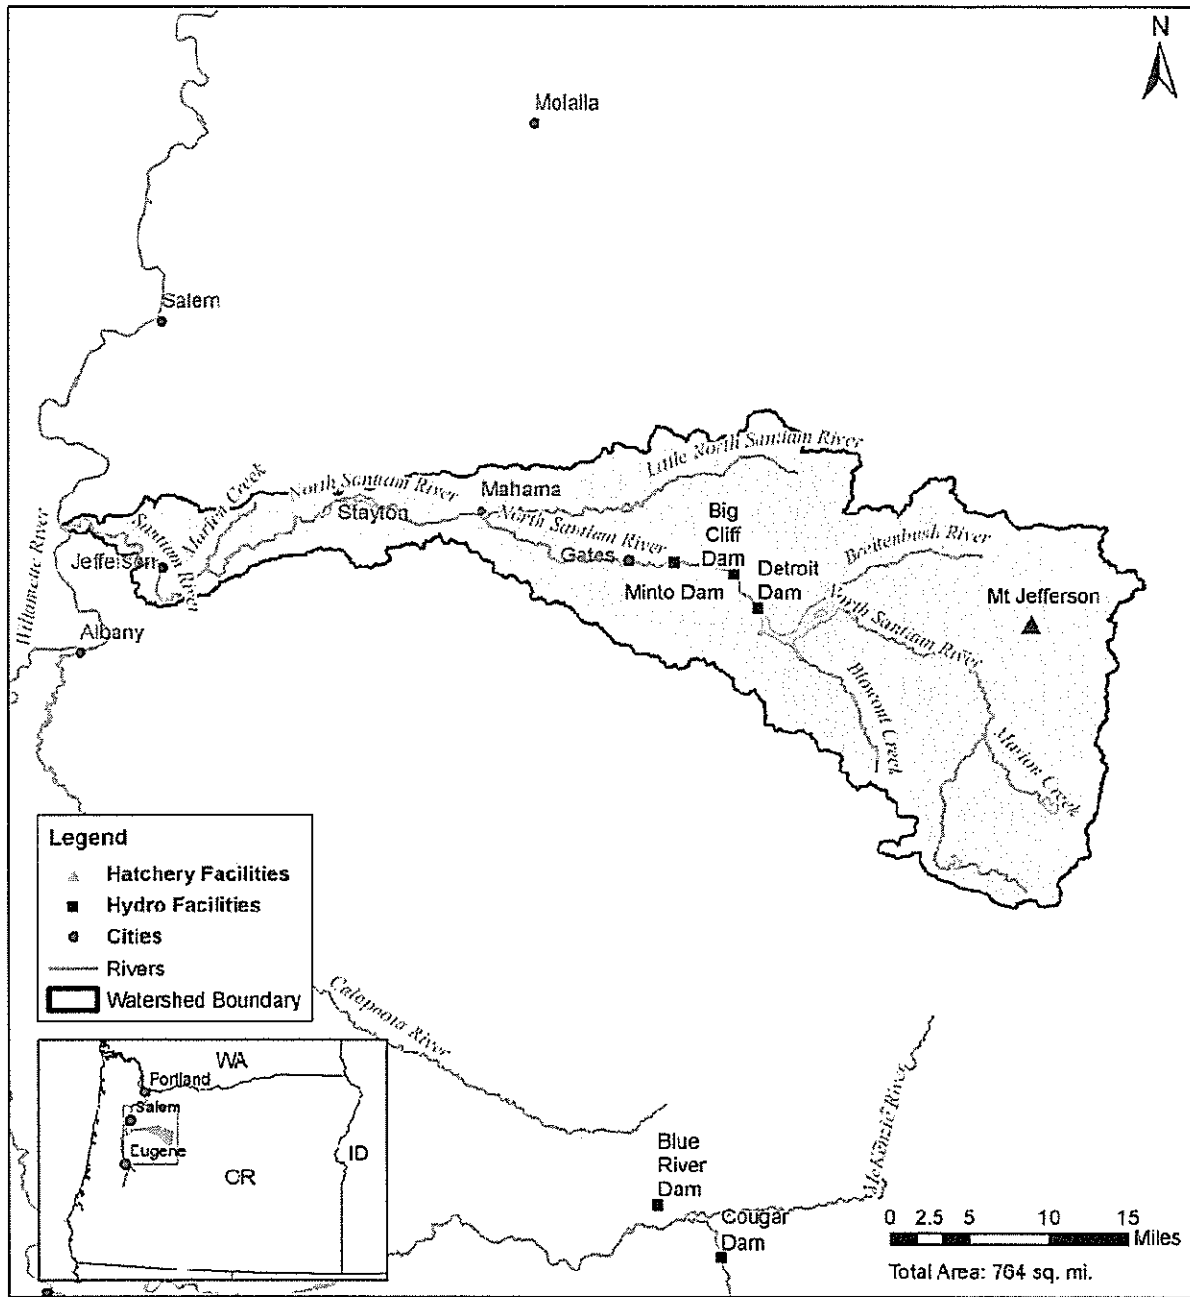 N
Molalla
Salem
Little North Santiam River
North Santiam River
Marion Creek
Mahama
Stayton
Santiam River
North Santiam River
Big
Cliff
Dam
Breitenbush River
Willamette River
Jefferson
Gates
Minto Dam
Detroit
Dam
North Santiam River
Mt Jefferson
Albany
Blowout Creek
Marion Creek
Legend
Hatchery Facilities
Hydro Facilities
Cities
Rivers
Watershed Boundary
Calapooia River
McKenzie River
WA
Portland
Salem
Eugene
ID
OR
Blue
River
Dam
Cougar
Dam
0 2.5 5 10 15
Miles
Total Area: 764 sq. mi.